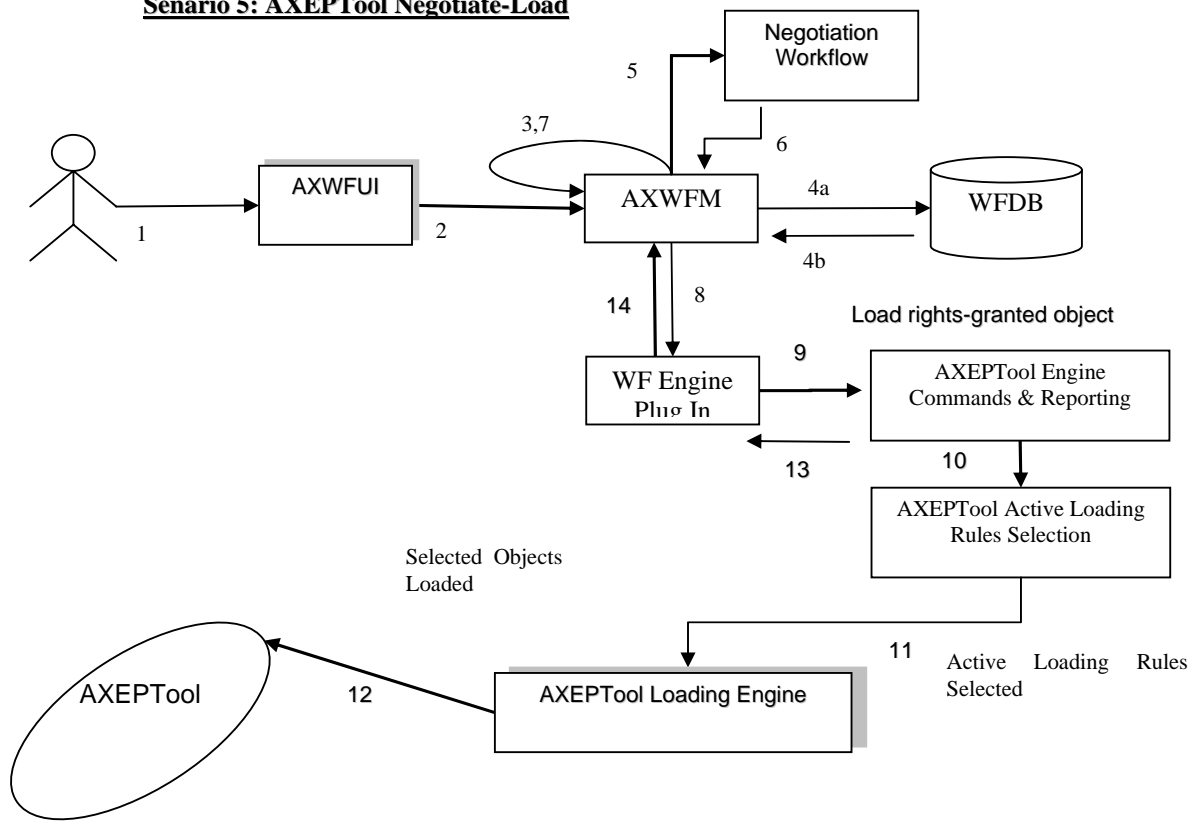 Senario 5: AXEPTool Negotiate-Load
Negotiation
Workflow
5
3,7
6
AXWFUI
AXWFM
4a
WFDB
1
2
4b
14
8
Load rights-granted object
9
WF Engine
Plug In
AXEPTool Engine
Commands & Reporting
13
10
AXEPTool Active Loading
Rules Selection
Selected Objects
Loaded
11
Active Loading Rules
Selected
AXEPTool
12
AXEPTool Loading Engine